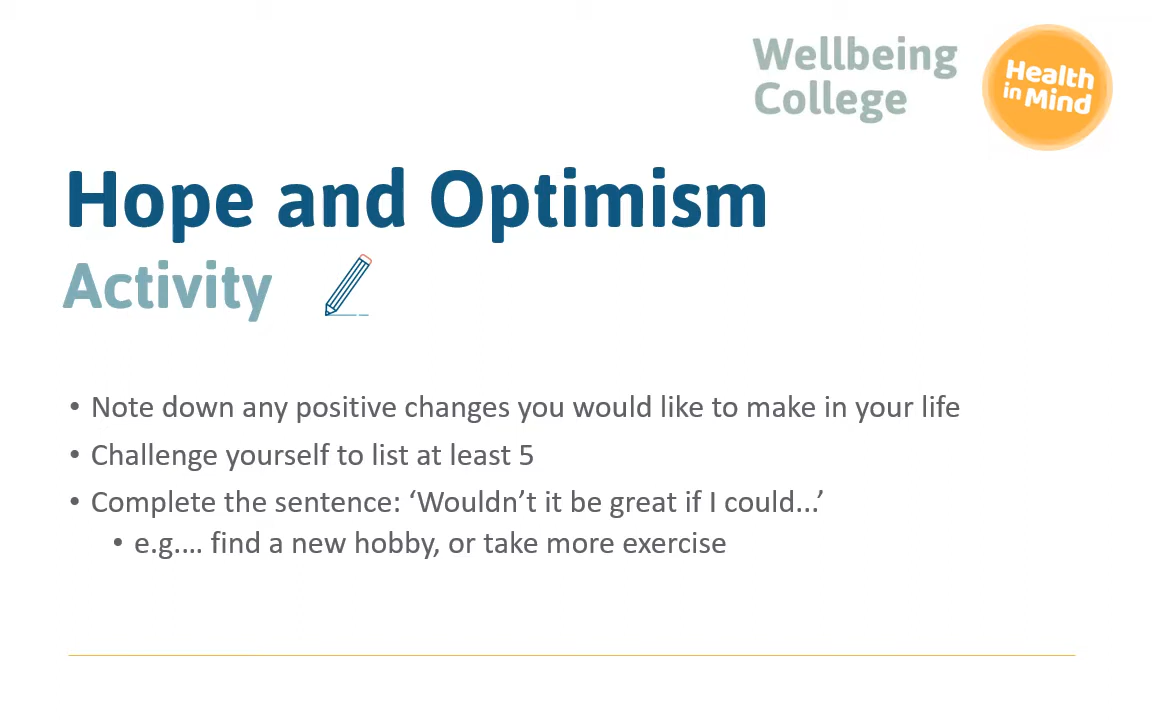 Wellbeing
College
Health
in Mind
Hope and Optimism
Activity
• Note down any positive changes you would like to make in your life
• Challenge yourself to list at least 5
• Complete the sentence: ‘Wouldn’t it be great if I could...’
• e.g.… find a new hobby, or take more exercise